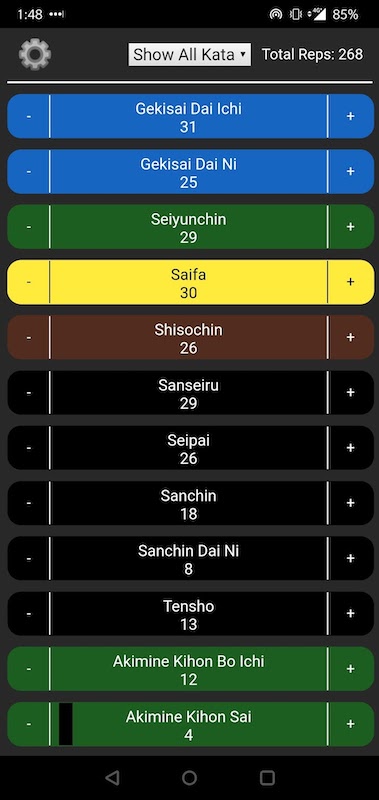 1:48 4G 85%
Show All Kata Total Reps: 268
Gekisai Dai Ichi
- 31 +
Gekisai Dai Ni
- 25 +
Seiyunchin
- 29 +
Saifa
- 30 +
Shisochin
- 26 +
Sanseiru
- 29 +
Seipai
- 26 +
Sanchin
- 18 +
Sanchin Dai Ni
- 8 +
Tensho
- 13 +
Akimine Kihon Bo Ichi
- 12 +
Akimine Kihon Sai
- 4 +